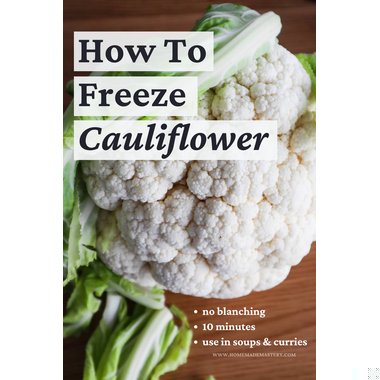 How To
Freeze
Cauliflower
• no blanching
• 10 minutes
• use in soups & curries
WWW.HOMEMADEMASTERY.COM